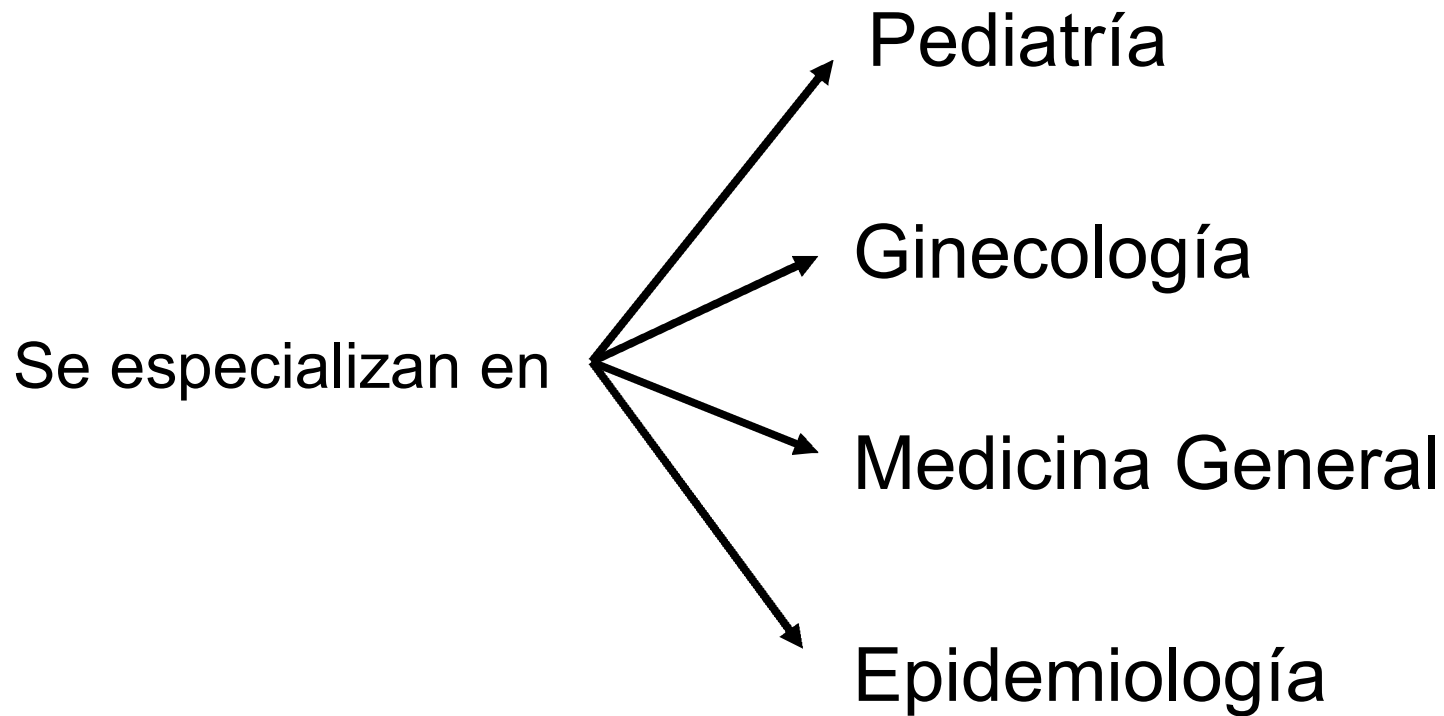 Pediatría
Ginecología
Se especializan en
Medicina General
Epidemiología